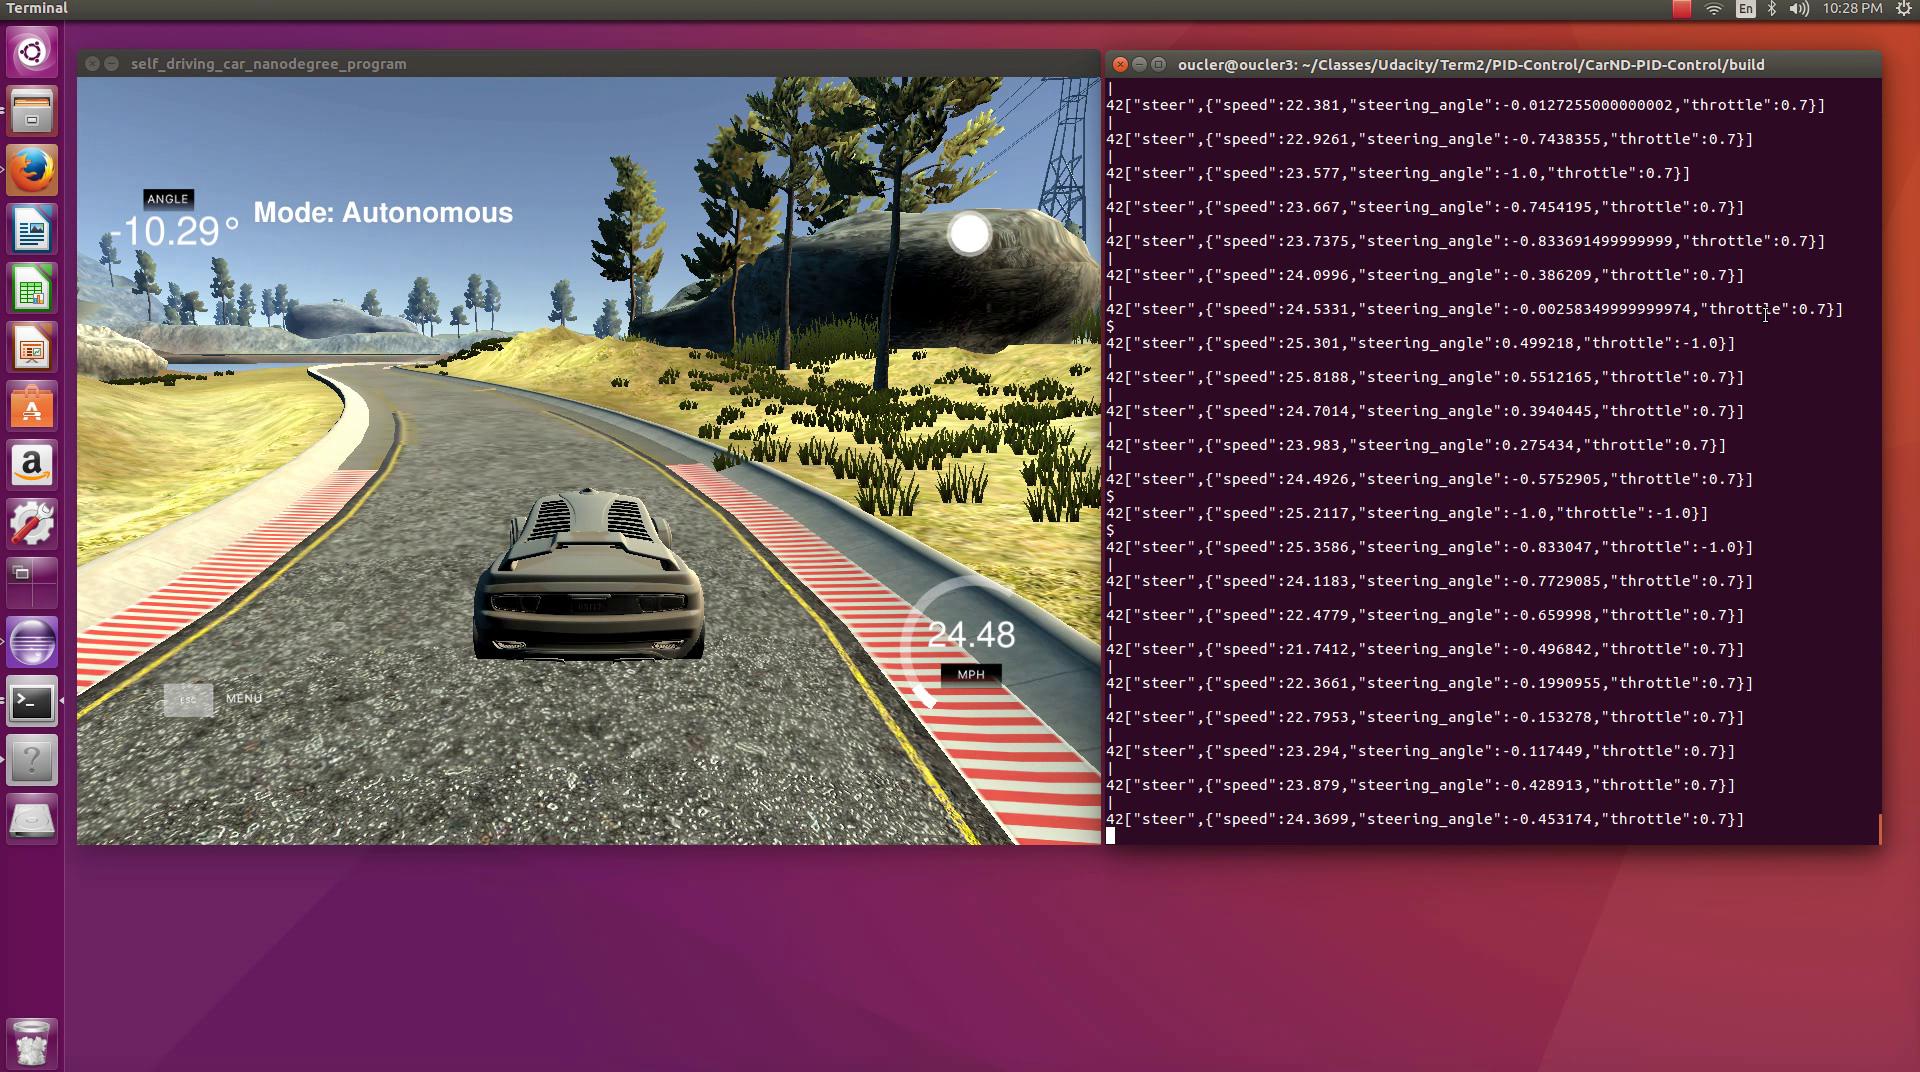 Terminal
En
10:28 PM
self_driving_car_nanodegree_program
ANGLE
-10.29°
Mode: Autonomous
24.48
MPH
ESC
MENU
oucler@oucler3: ~/Classes/Udacity/Term2/PID-Control/CarND-PID-Control/build
|
42["steer",{"speed":22.381,"steering_angle":-0.0127255000000002,"throttle":0.7}]
|
42["steer",{"speed":22.9261,"steering_angle":-0.7438355,"throttle":0.7}]
|
42["steer",{"speed":23.577,"steering_angle":-1.0,"throttle":0.7}]
|
42["steer",{"speed":23.667,"steering_angle":-0.7454195,"throttle":0.7}]
|
42["steer",{"speed":23.7375,"steering_angle":-0.833691499999999,"throttle":0.7}]
|
42["steer",{"speed":24.0996,"steering_angle":-0.386209,"throttle":0.7}]
|
42["steer",{"speed":24.5331,"steering_angle":-0.00258349999999974,"throttle":0.7}]
$
42["steer",{"speed":25.301,"steering_angle":0.499218,"throttle":-1.0}]
|
42["steer",{"speed":25.8188,"steering_angle":0.5512165,"throttle":0.7}]
|
42["steer",{"speed":24.7014,"steering_angle":0.3940445,"throttle":0.7}]
|
42["steer",{"speed":23.983,"steering_angle":0.275434,"throttle":0.7}]
|
42["steer",{"speed":24.4926,"steering_angle":-0.5752905,"throttle":0.7}]
$
42["steer",{"speed":25.2117,"steering_angle":-1.0,"throttle":-1.0}]
$
42["steer",{"speed":25.3586,"steering_angle":-0.833047,"throttle":-1.0}]
|
42["steer",{"speed":24.1183,"steering_angle":-0.7729085,"throttle":0.7}]
|
42["steer",{"speed":22.4779,"steering_angle":-0.659998,"throttle":0.7}]
|
42["steer",{"speed":21.7412,"steering_angle":-0.496842,"throttle":0.7}]
|
42["steer",{"speed":22.3661,"steering_angle":-0.1990955,"throttle":0.7}]
|
42["steer",{"speed":22.7953,"steering_angle":-0.153278,"throttle":0.7}]
|
42["steer",{"speed":23.294,"steering_angle":-0.117449,"throttle":0.7}]
|
42["steer",{"speed":23.879,"steering_angle":-0.428913,"throttle":0.7}]
|
42["steer",{"speed":24.3699,"steering_angle":-0.453174,"throttle":0.7}]